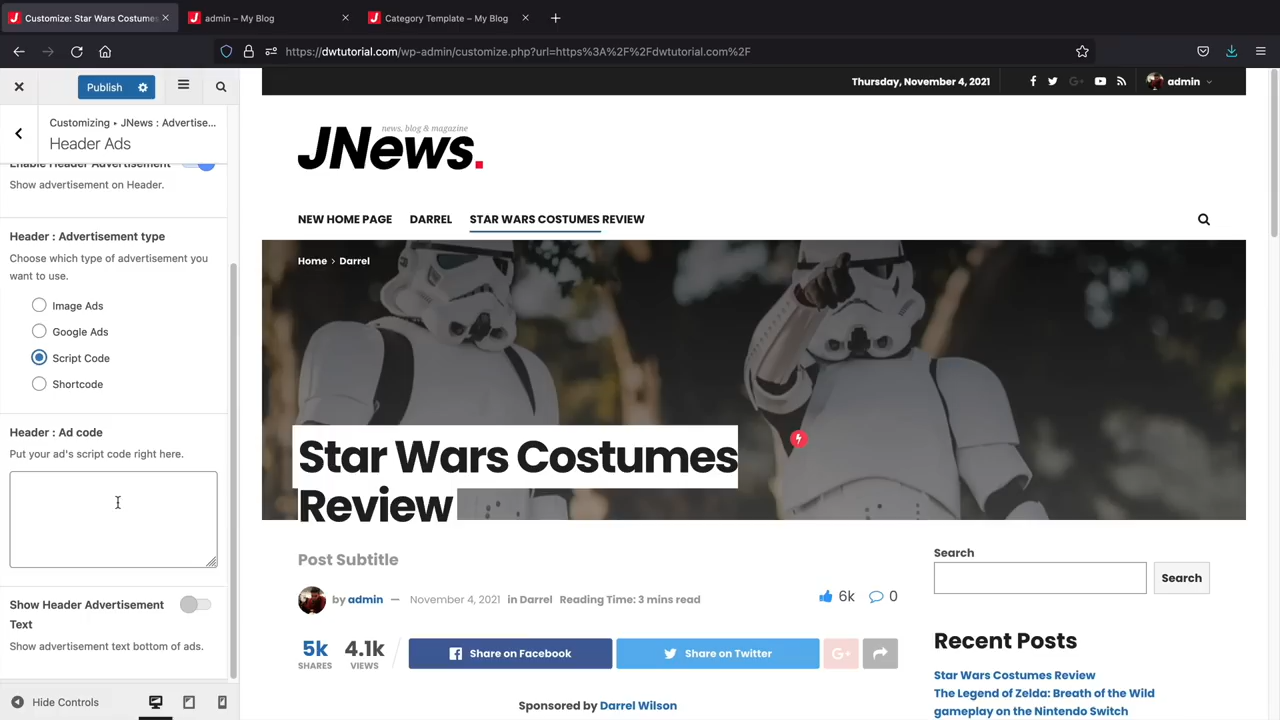 Customize: Star Wars Costumes
admin – My Blog
Category Template – My Blog
https://dwtutorial.com/wp-admin/customize.php?url=https%3A%2F%2Fdwtutorial.com%2F
Publish
Customizing ▸ JNews : Advertise...
Header Ads
Enable Header Advertisement
Show advertisement on Header.
Header : Advertisement type
Choose which type of advertisement you
want to use.
Image Ads
Google Ads
Script Code
Shortcode
Header : Ad code
Put your ad's script code right here.
Show Header Advertisement
Text
Show advertisement text bottom of ads.
Hide Controls
Thursday, November 4, 2021
admin
news, blog & magazine
JNews.
NEW HOME PAGE DARREL STAR WARS COSTUMES REVIEW
Home > Darrel
Star Wars Costumes
Review
Post Subtitle
by admin — November 4, 2021 in Darrel Reading Time: 3 mins read
6k 0
5k
SHARES
4.1k
VIEWS
Share on Facebook
Share on Twitter
G+
Sponsored by Darrel Wilson
Search
Search
Recent Posts
Star Wars Costumes Review
The Legend of Zelda: Breath of the Wild
gameplay on the Nintendo Switch